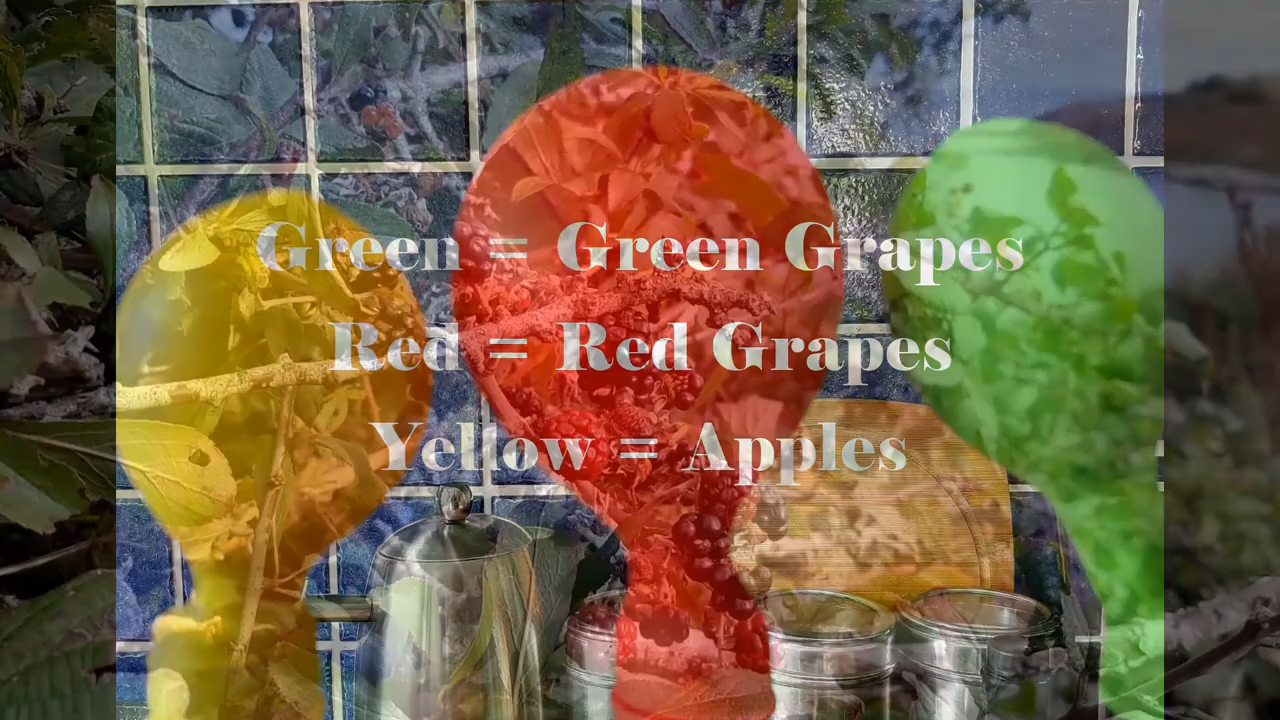 Green = Green Grapes
Red = Red Grapes
Yellow = Apples